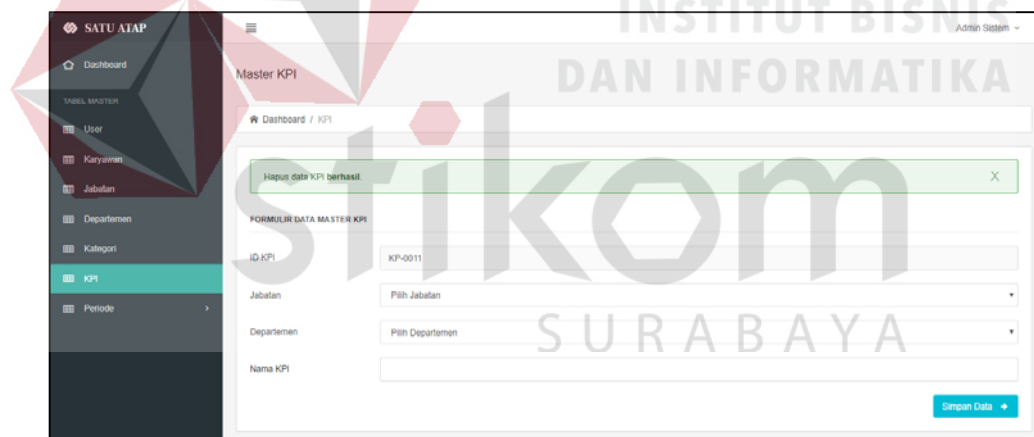 INSTITUT BISNIS
DAN INFORMATIKA
stikom
SURABAYA
SATU ATAP
Admin Sistem
Dashboard
TABEL MASTER
User
Karyawan
Jabatan
Departemen
Kategori
KPI
Periode
Master KPI
Dashboard / KPI
Hapus data KPI berhasil.
X
FORMULIR DATA MASTER KPI
ID KPI
KP-0011
Jabatan
Pilih Jabatan
Departemen
Pilih Departemen
Nama KPI
Simpan Data